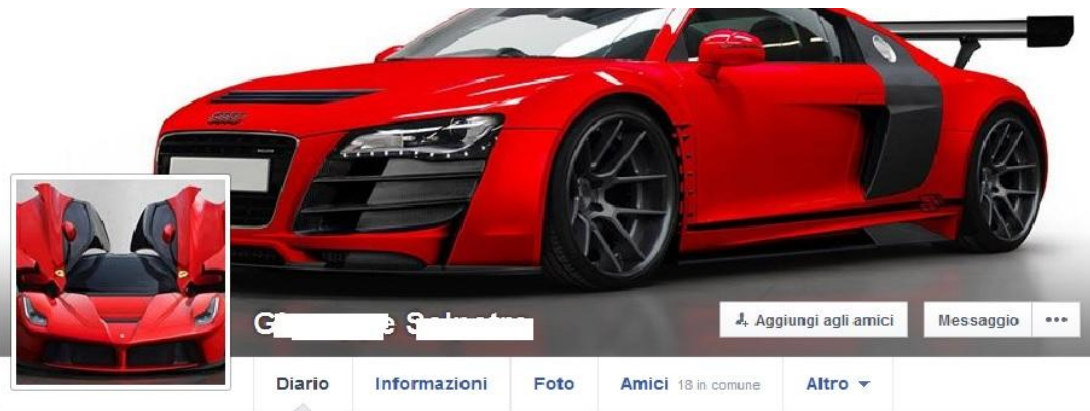 Aggiungi agli amici
Messaggio
Diario
Informazioni
Foto
Amici 18 in comune
Altro